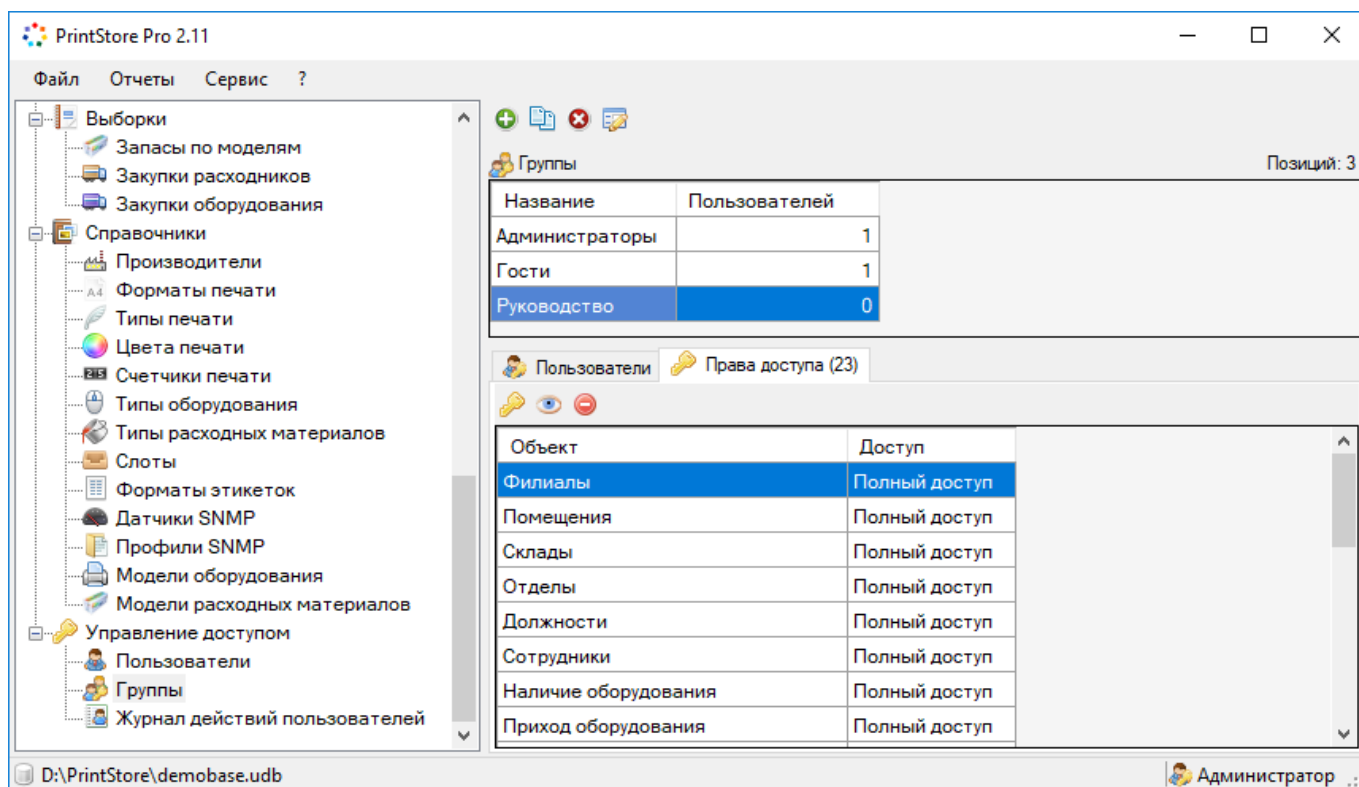 PrintStore Pro 2.11
Файл Отчеты Сервис ?
Выборки
Запасы по моделям
Закупки расходников
Закупки оборудования
Справочники
Производители
A4 Форматы печати
Типы печати
Цвета печати
Счетчики печати
Типы оборудования
Типы расходных материалов
Слоты
Форматы этикеток
Датчики SNMP
Профили SNMP
Модели оборудования
Модели расходных материалов
Управление доступом
Пользователи
Группы
Журнал действий пользователей
Группы Позиций: 3
Название Пользователей
Администраторы 1
Гости 1
Руководство 0
Пользователи Права доступа (23)
Объект Доступ
Филиалы Полный доступ
Помещения Полный доступ
Склады Полный доступ
Отделы Полный доступ
Должности Полный доступ
Сотрудники Полный доступ
Наличие оборудования Полный доступ
Приход оборудования Полный доступ
D:\PrintStore\demobase.udb Администратор